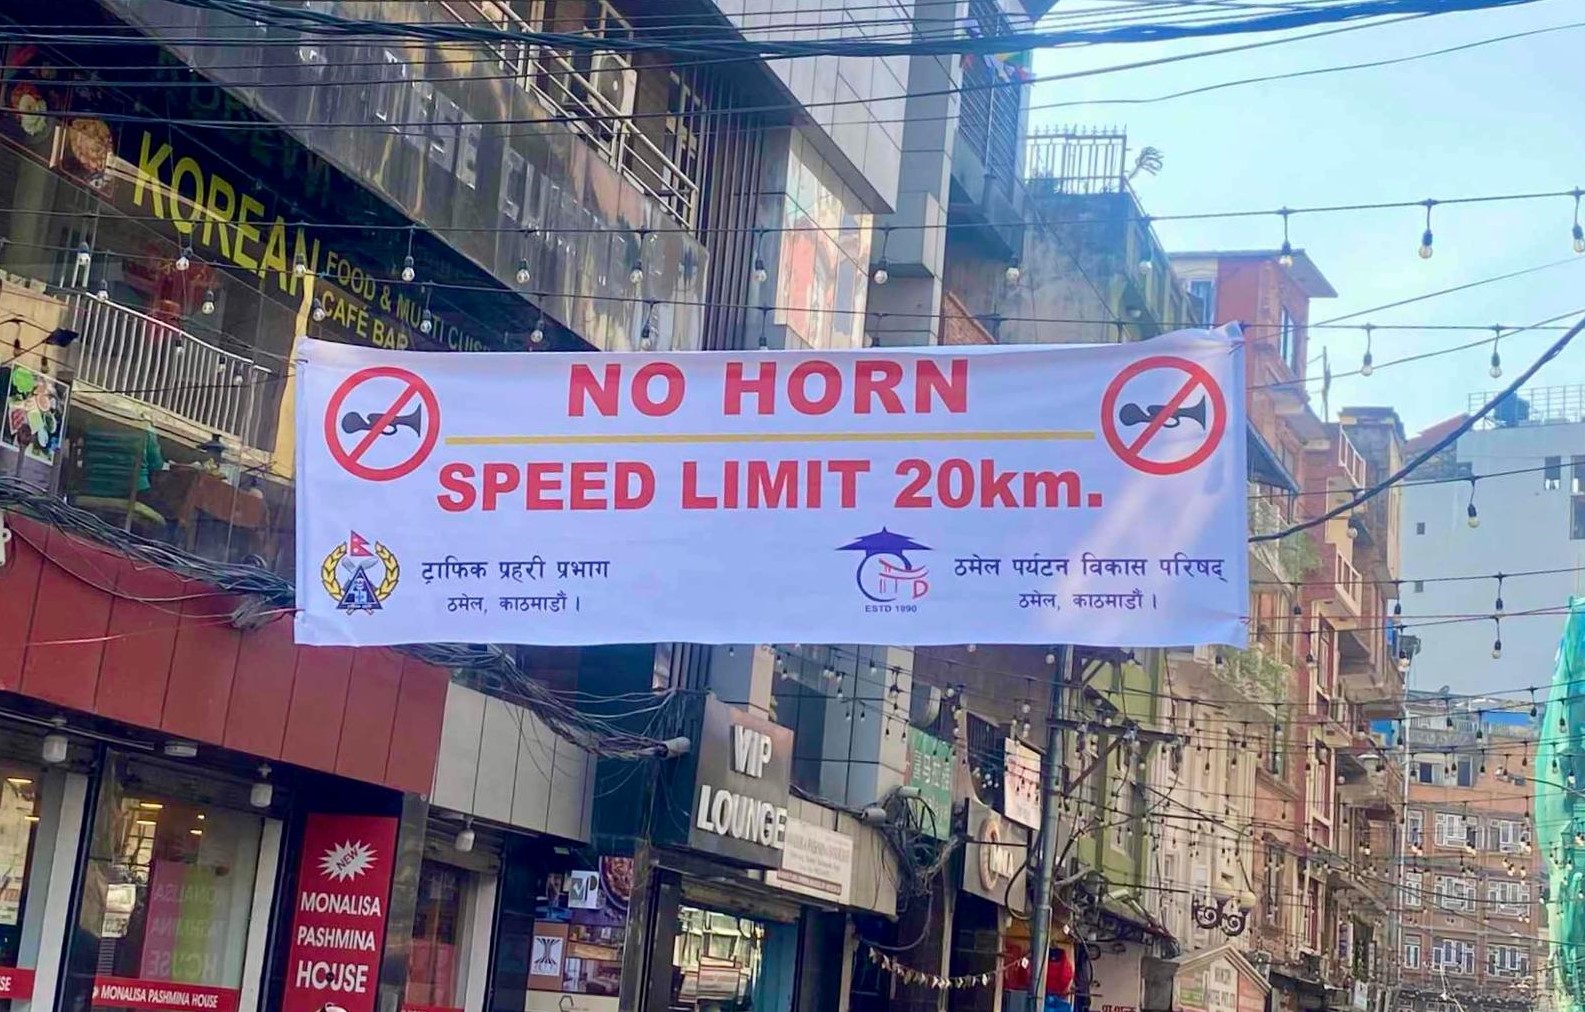 KOREAN
FOOD & MULTI CUIS
CAFÉ BAR
NO HORN
SPEED LIMIT 20km.
ट्राफिक प्रहरी प्रभाग
ठमेल, काठमाडौं ।
ESTD 1990
ठमेल पर्यटन विकास परिषद्
ठमेल, काठमाडौं ।
VIP
LOUNGE
NEW
MONALISA
PASHMINA
HOUSE
MONALISA PASHMINA HOUSE